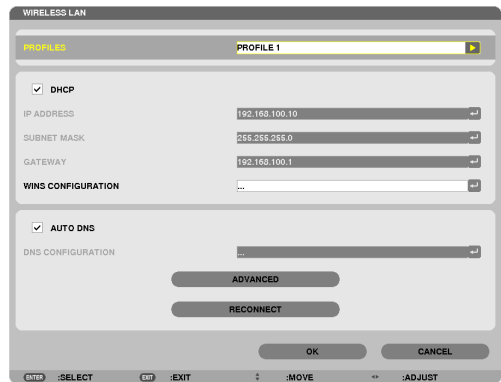 WIRELESS LAN
PROFILES PROFILE 1
DHCP
IP ADDRESS 192.168.100.10
SUBNET MASK 255.255.255.0
GATEWAY 192.168.100.1
WINS CONFIGURATION ...
AUTO DNS
DNS CONFIGURATION ...
ADVANCED
RECONNECT
OK CANCEL
ENTER :SELECT EXIT :EXIT :MOVE :ADJUST